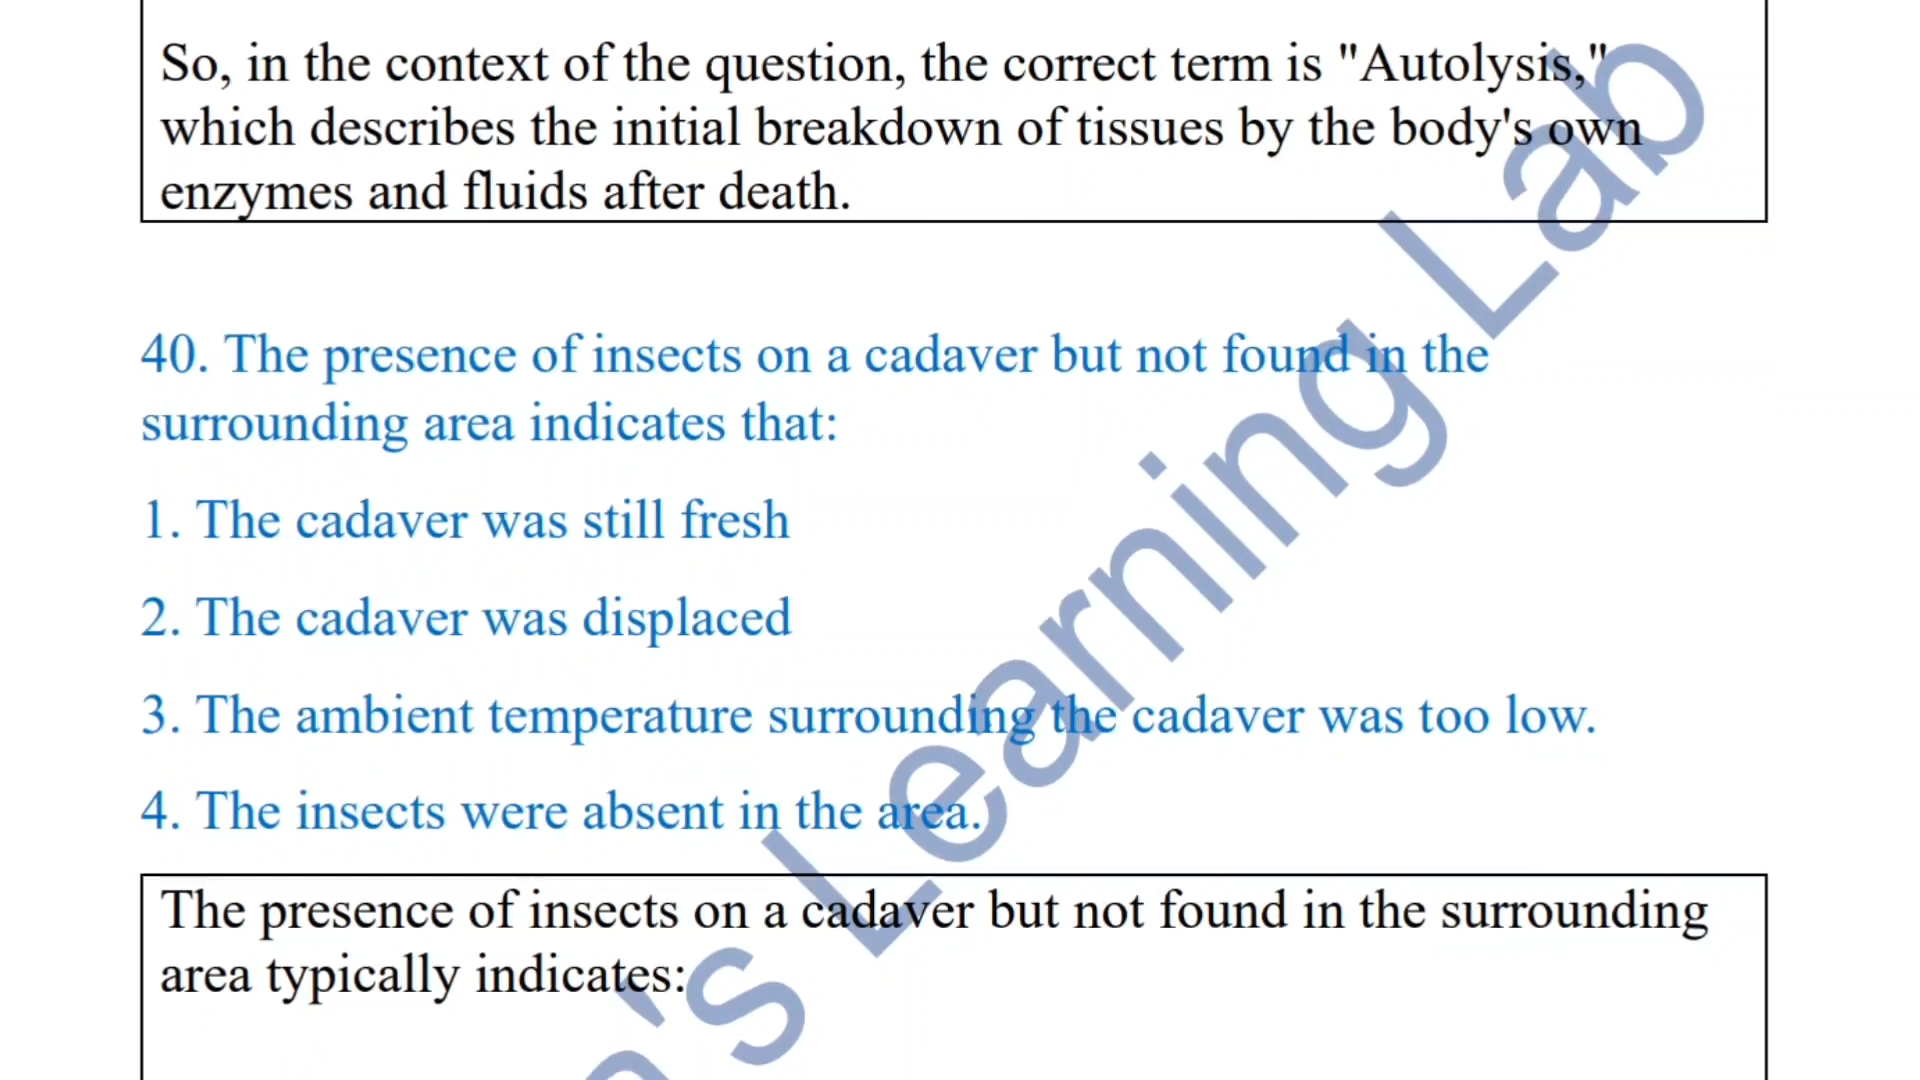 So, in the context of the question, the correct term is "Autolysis,"
which describes the initial breakdown of tissues by the body's own
enzymes and fluids after death.
40. The presence of insects on a cadaver but not found in the
surrounding area indicates that:
1. The cadaver was still fresh
2. The cadaver was displaced
3. The ambient temperature surrounding the cadaver was too low.
4. The insects were absent in the area.
The presence of insects on a cadaver but not found in the surrounding
area typically indicates:
's Learning Lab